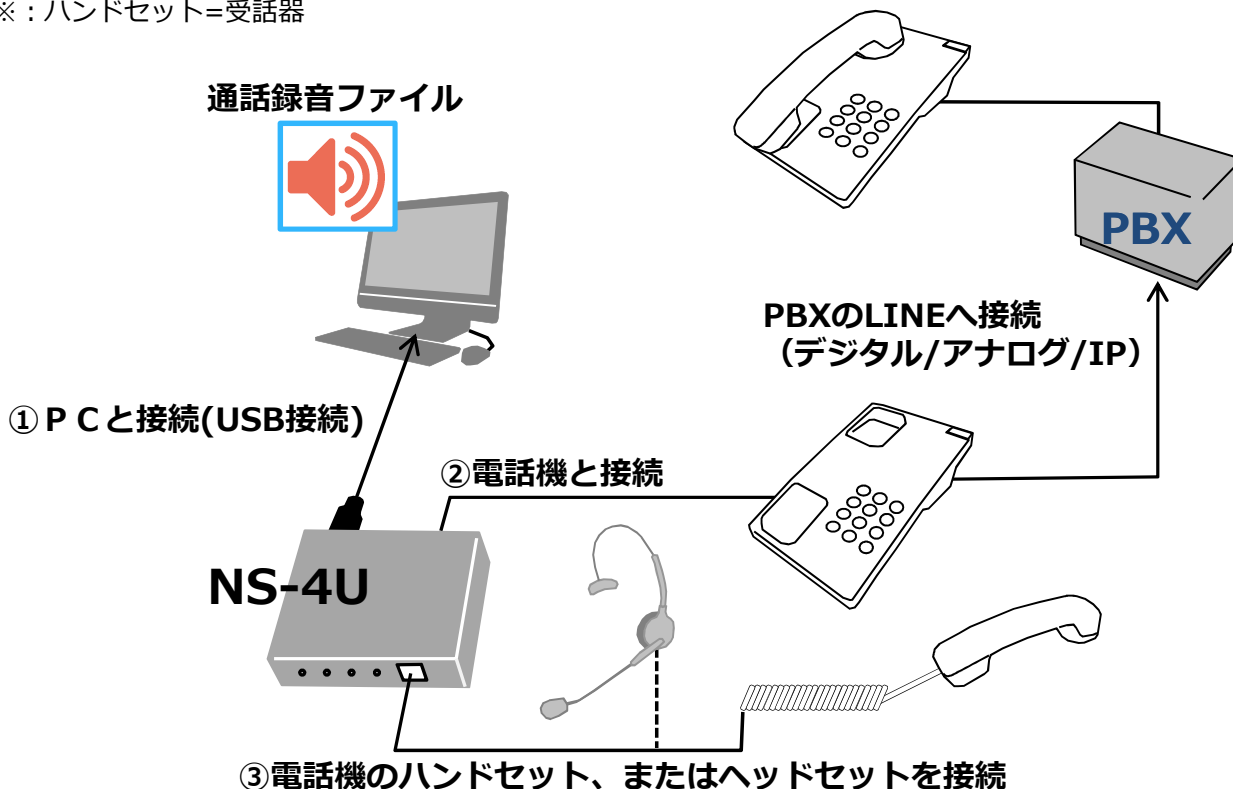 ※：ハンドセット=受話器
通話録音ファイル
PBX
PBXのLINEへ接続
（デジタル/アナログ/IP）
①ＰＣと接続(USB接続)
②電話機と接続
NS-4U
③電話機のハンドセット、またはヘッドセットを接続